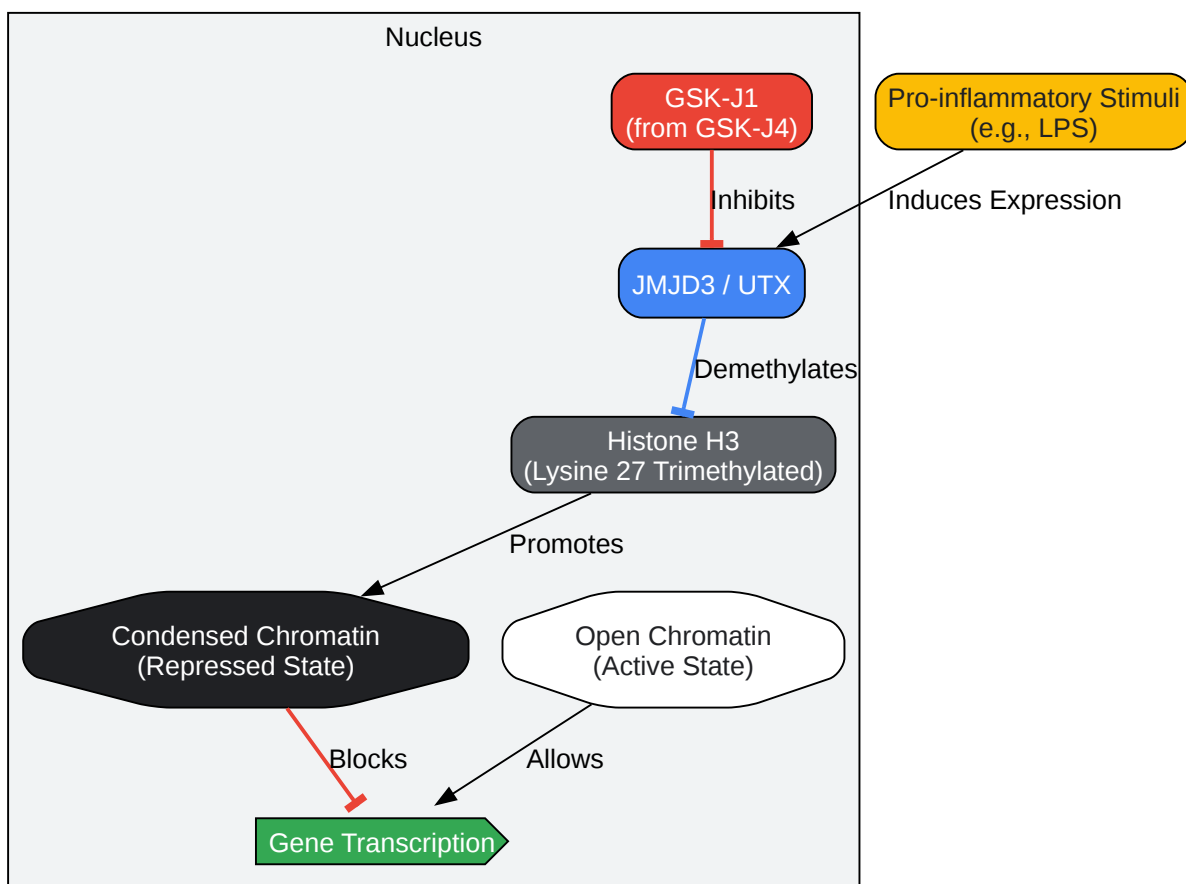 Nucleus
GSK-J1
(from GSK-J4)
Pro-inflammatory Stimuli
(e.g., LPS)
Inhibits
Induces Expression
JMJD3 / UTX
Demethylates
Histone H3
(Lysine 27 Trimethylated)
Promotes
Condensed Chromatin
(Repressed State)
Open Chromatin
(Active State)
Blocks
Allows
Gene Transcription